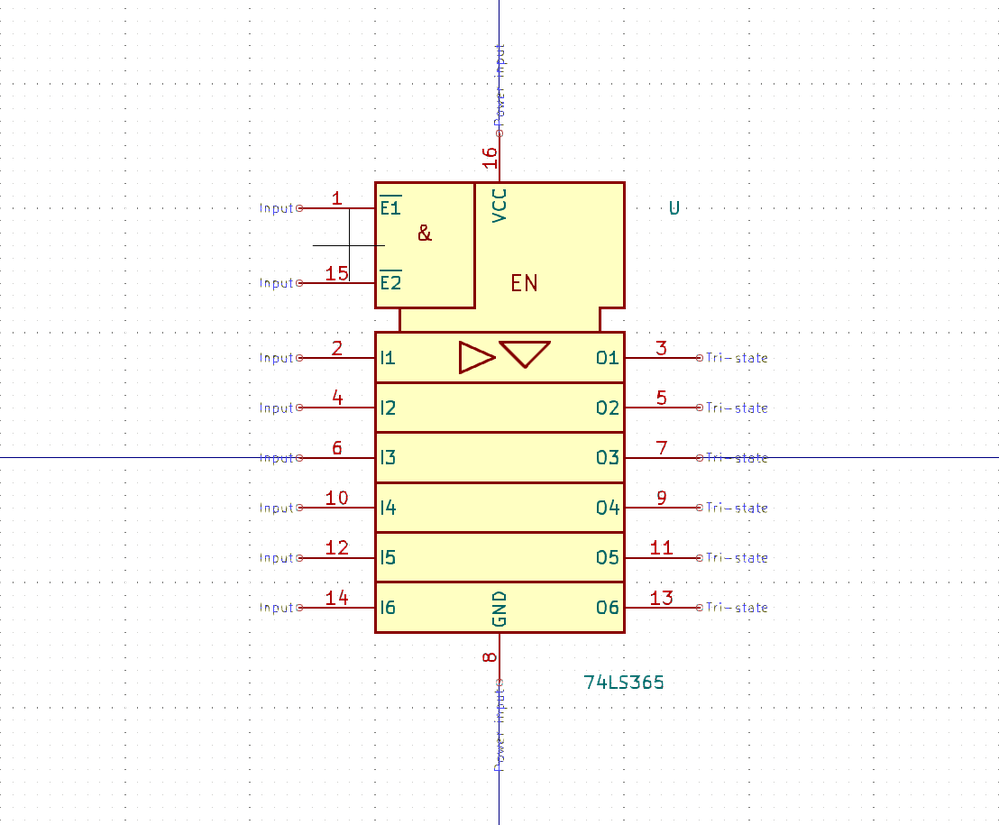 Power input
16
VCC
Input 1 E1
U
&
Input 15 E2
EN
Input 2 I1 O1 3 Tri-state
Input 4 I2 O2 5 Tri-state
Input 6 I3 O3 7 Tri-state
Input 10 I4 O4 9 Tri-state
Input 12 I5 O5 11 Tri-state
Input 14 I6 O6 13 Tri-state
GND
8
74LS365
Power input